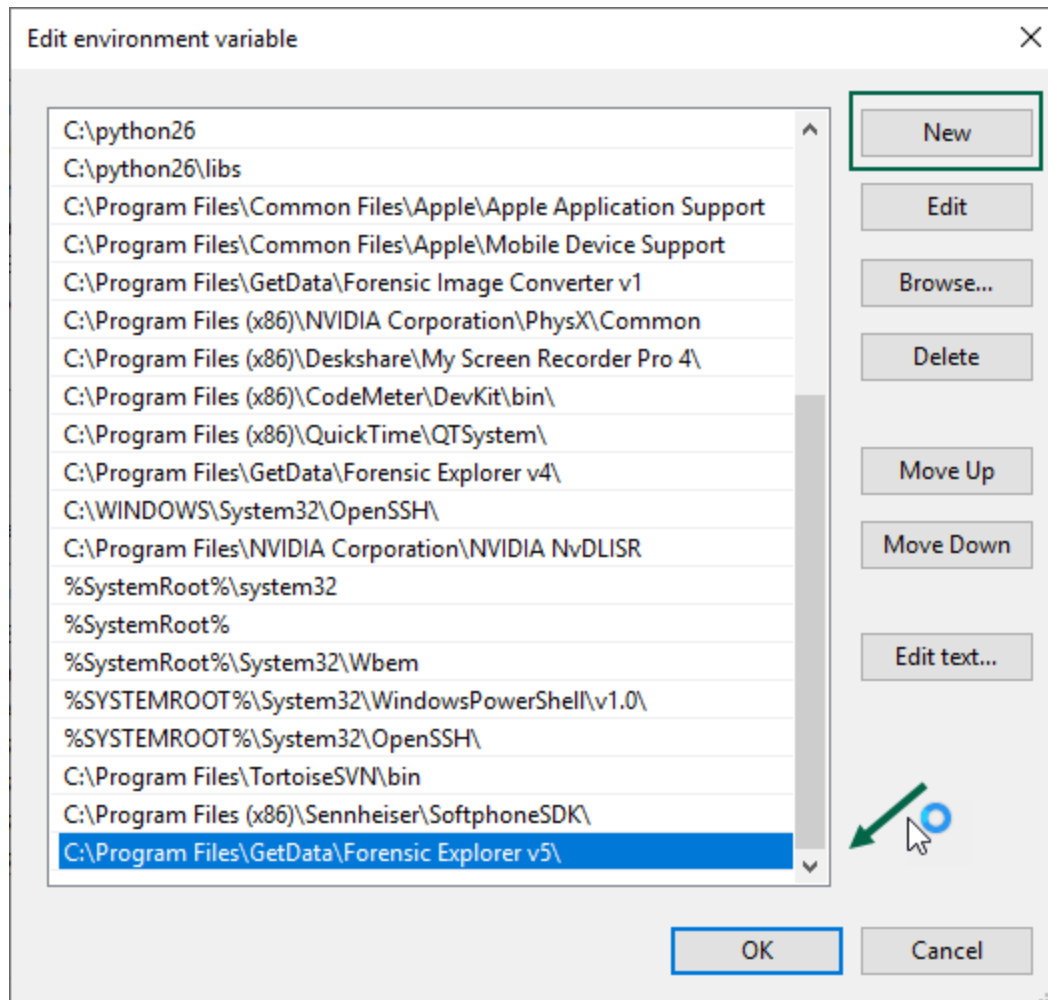 Edit environment variable
C:\python26
New
C:\python26\libs
C:\Program Files\Common Files\Apple\Apple Application Support
Edit
C:\Program Files\Common Files\Apple\Mobile Device Support
C:\Program Files\GetData\Forensic Image Converter v1
Browse...
C:\Program Files (x86)\NVIDIA Corporation\PhysX\Common
C:\Program Files (x86)\Deskshare\My Screen Recorder Pro 4\
Delete
C:\Program Files (x86)\CodeMeter\DevKit\bin\
C:\Program Files (x86)\QuickTime\QTSystem\
C:\Program Files\GetData\Forensic Explorer v4\
Move Up
C:\WINDOWS\System32\OpenSSH\
C:\Program Files\NVIDIA Corporation\NVIDIA NvDLISR
Move Down
%SystemRoot%\system32
%SystemRoot%
%SystemRoot%\System32\Wbem
Edit text...
%SYSTEMROOT%\System32\WindowsPowerShell\v1.0\
%SYSTEMROOT%\System32\OpenSSH\
C:\Program Files\TortoiseSVN\bin
C:\Program Files (x86)\Sennheiser\SoftphoneSDK\
C:\Program Files\GetData\Forensic Explorer v5\
OK
Cancel